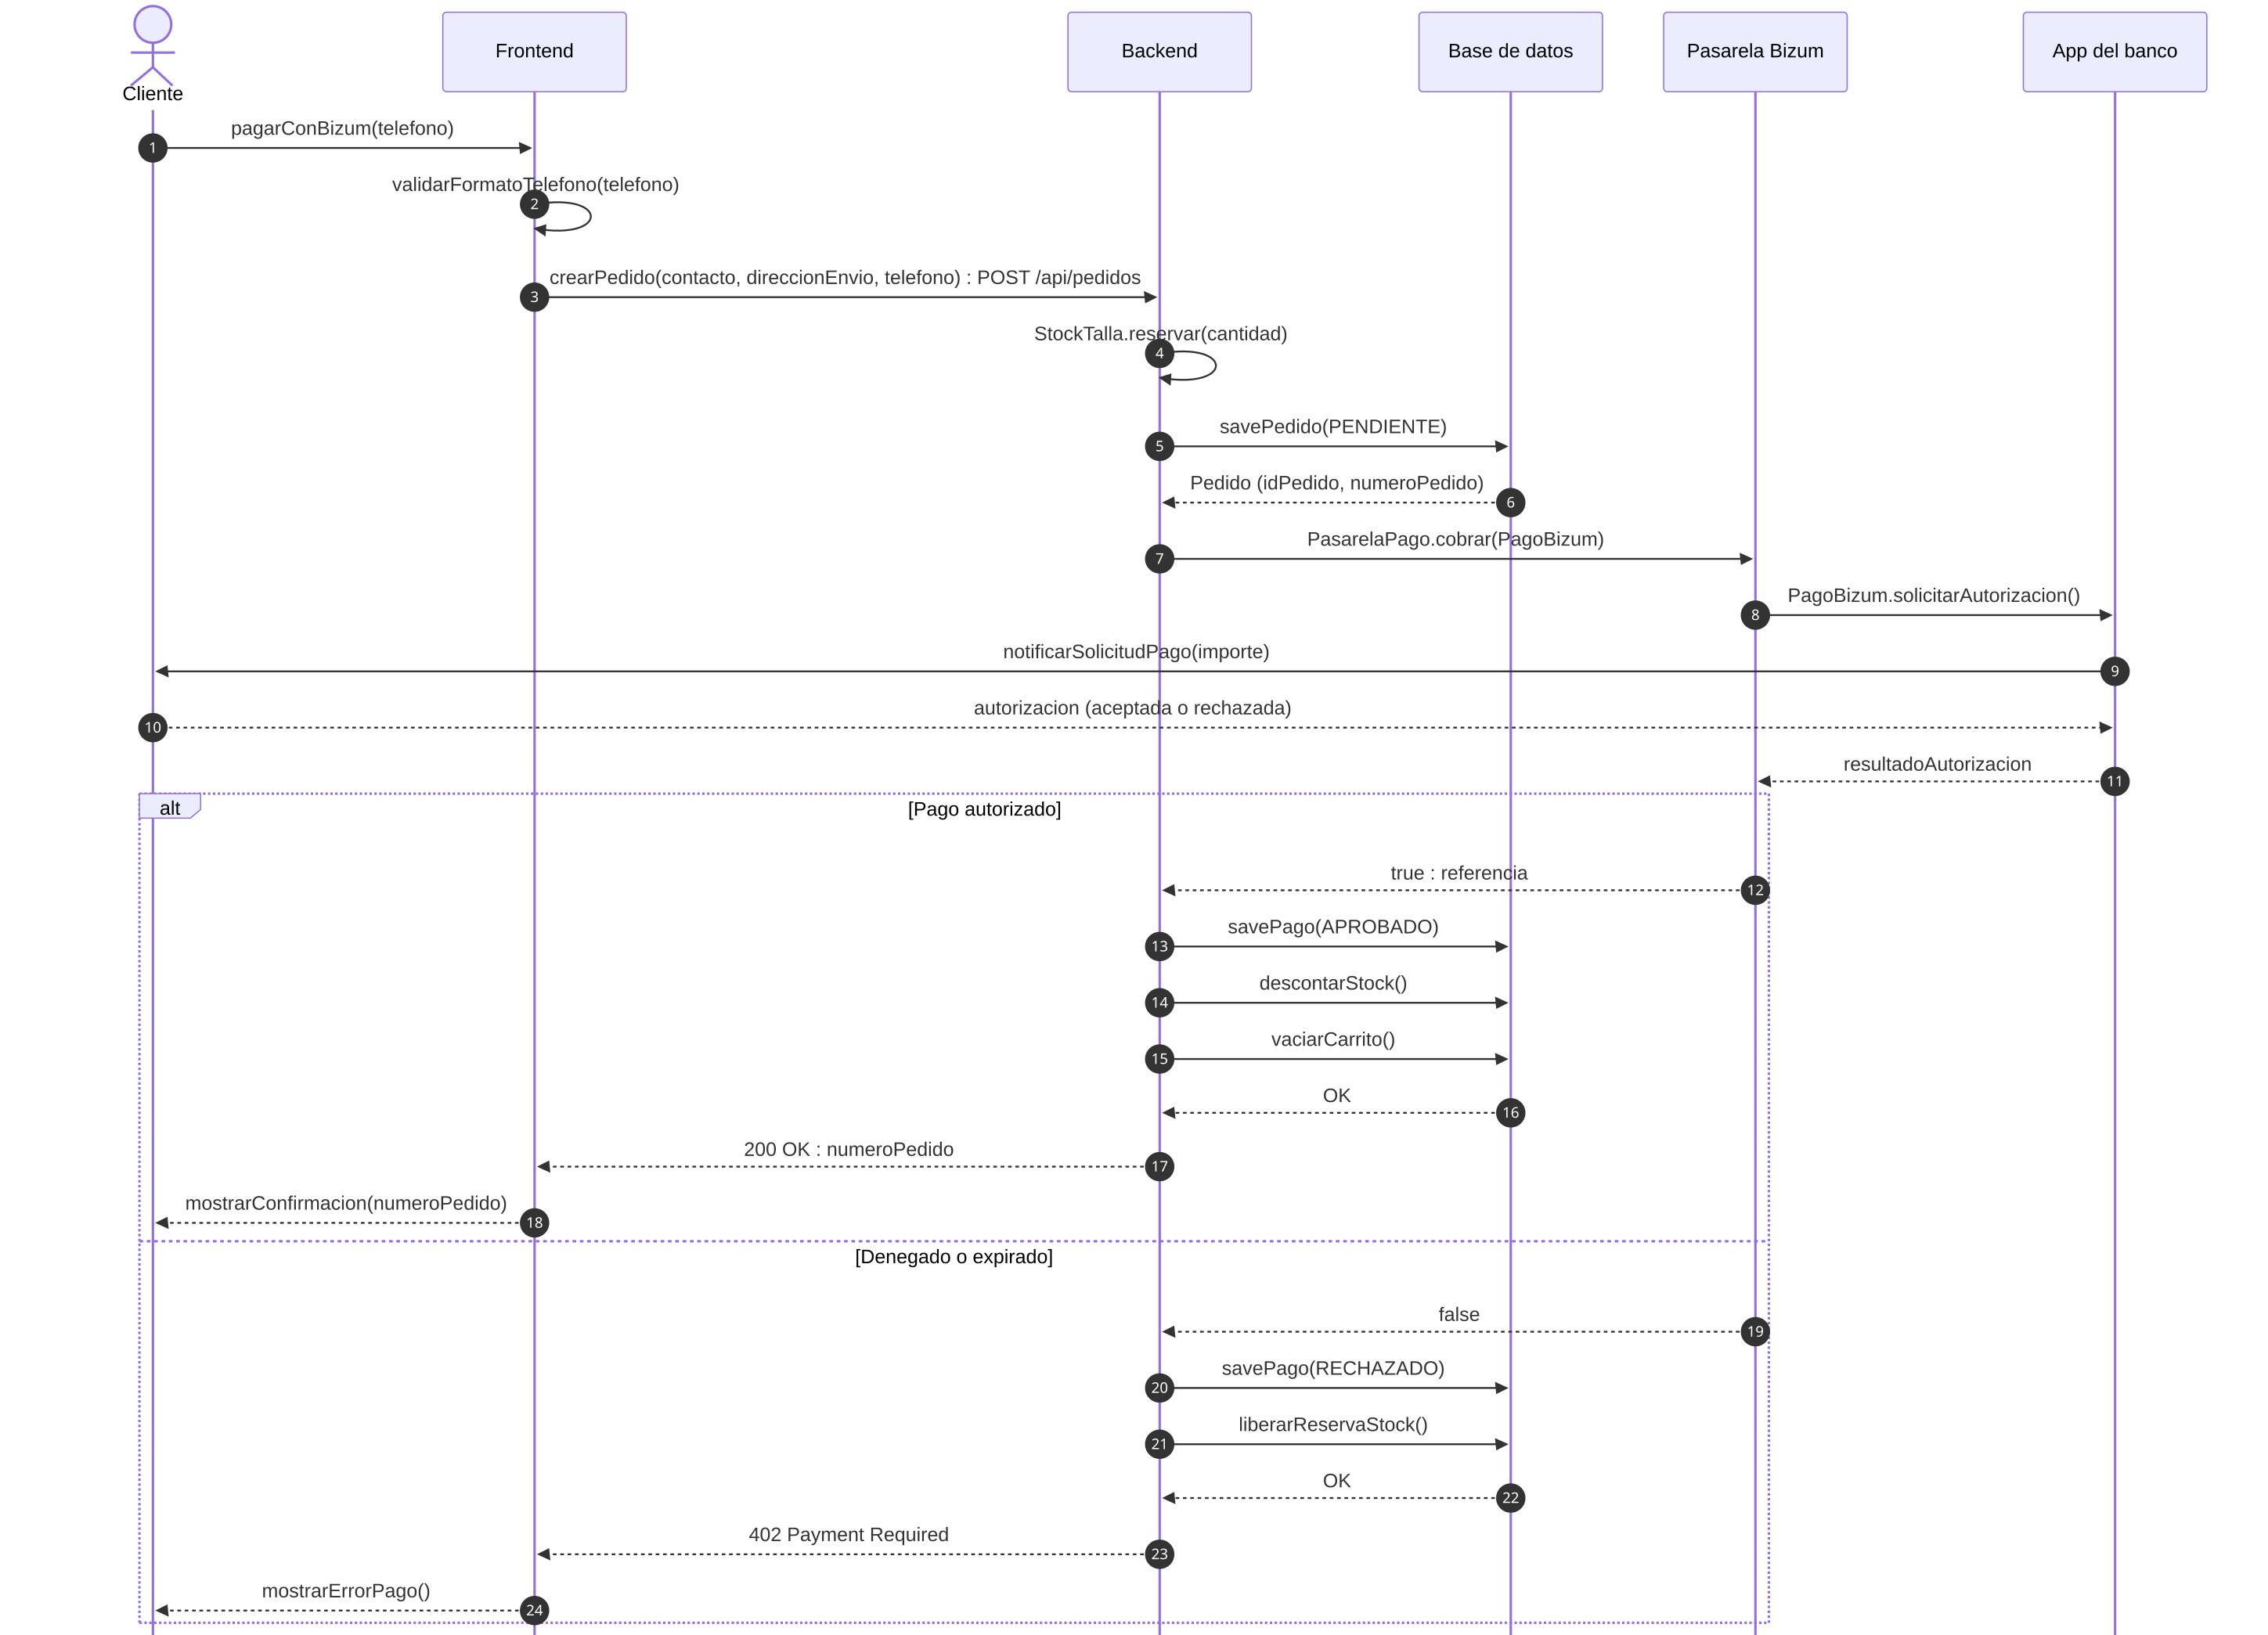 Cliente
Frontend
Backend
Base de datos
Pasarela Bizum
App del banco
pagarConBizum(telefono)
1
validarFormatoTelefono(telefono)
2
crearPedido(contacto, direccionEnvio, telefono) : POST /api/pedidos
3
StockTalla.reservar(cantidad)
4
savePedido(PENDIENTE)
5
Pedido (idPedido, numeroPedido)
6
PasarelaPago.cobrar(PagoBizum)
7
PagoBizum.solicitarAutorizacion()
8
notificarSolicitudPago(importe)
9
autorizacion (aceptada o rechazada)
10
resultadoAutorizacion
11
alt
[Pago autorizado]
true : referencia
12
savePago(APROBADO)
13
descontarStock()
14
vaciarCarrito()
15
OK
16
200 OK : numeroPedido
17
mostrarConfirmacion(numeroPedido)
18
[Denegado o expirado]
false
19
savePago(RECHAZADO)
20
liberarReservaStock()
21
OK
22
402 Payment Required
23
mostrarErrorPago()
24